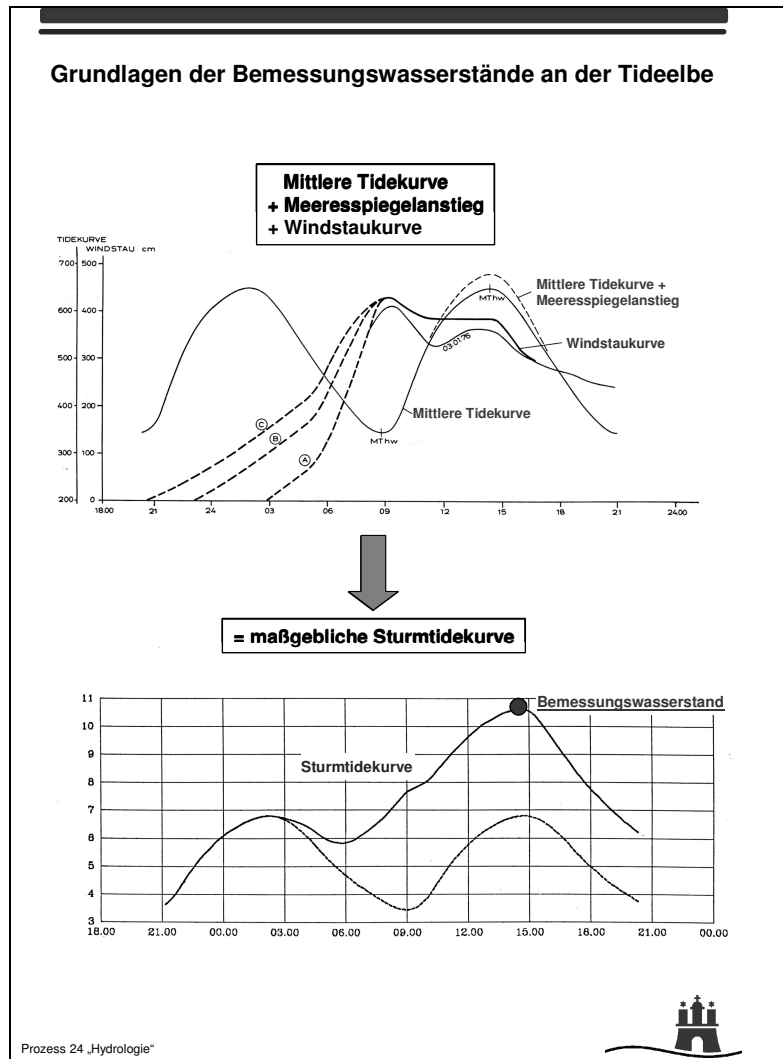 Grundlagen der Bemessungswasserstände an der Tideelbe
Mittlere Tidekurve
+ Meeresspiegelanstieg
+ Windstaukurve
TIDEKURVE
WINDSTAU cm
700 500
600 400
500 300
400 200
300 100
200 0
Mittlere Tidekurve +
Meeresspiegelanstieg
MThw
Windstaukurve
03.01.76
Mittlere Tidekurve
MThw
C
B
A
18.00 21 24 03 06 09 12 15 18 21 24.00
= maßgebliche Sturmtidekurve
11
10
9
8
7
6
5
4
3
Bemessungswasserstand
Sturmtidekurve
18.00 21.00 00.00 03.00 06.00 09.00 12.00 15.00 18.00 21.00 00.00
Prozess 24 „Hydrologie“